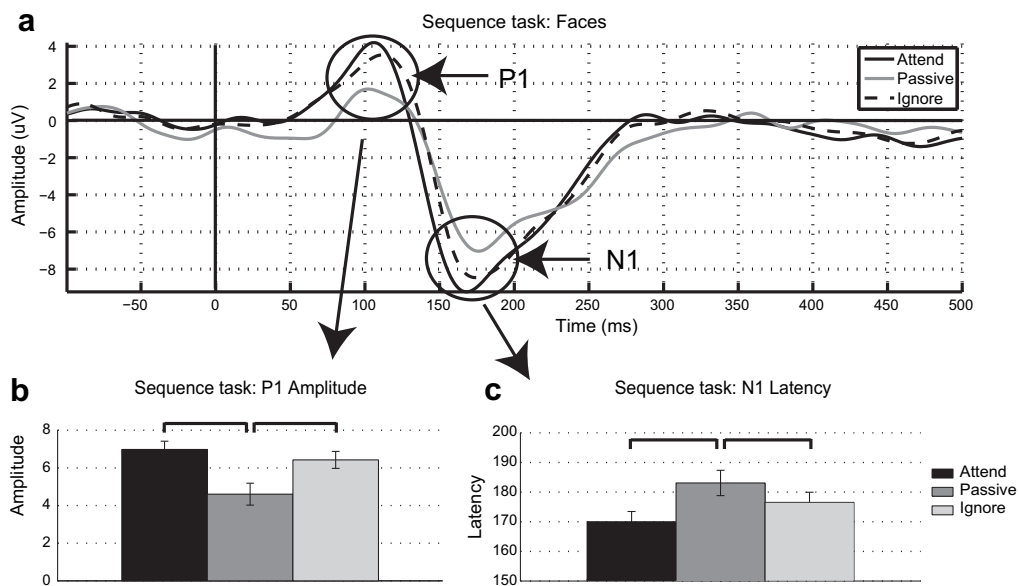 a
Sequence task: Faces
Amplitude (uV)
4
2
0
−2
−4
−6
−8
P1
N1
Attend
Passive
Ignore
−50 0 50 100 150 200 250 300 350 400 450 500
Time (ms)
b
Sequence task: P1 Amplitude
Amplitude
8
6
4
2
0
c
Sequence task: N1 Latency
Latency
200
190
180
170
160
150
Attend
Passive
Ignore